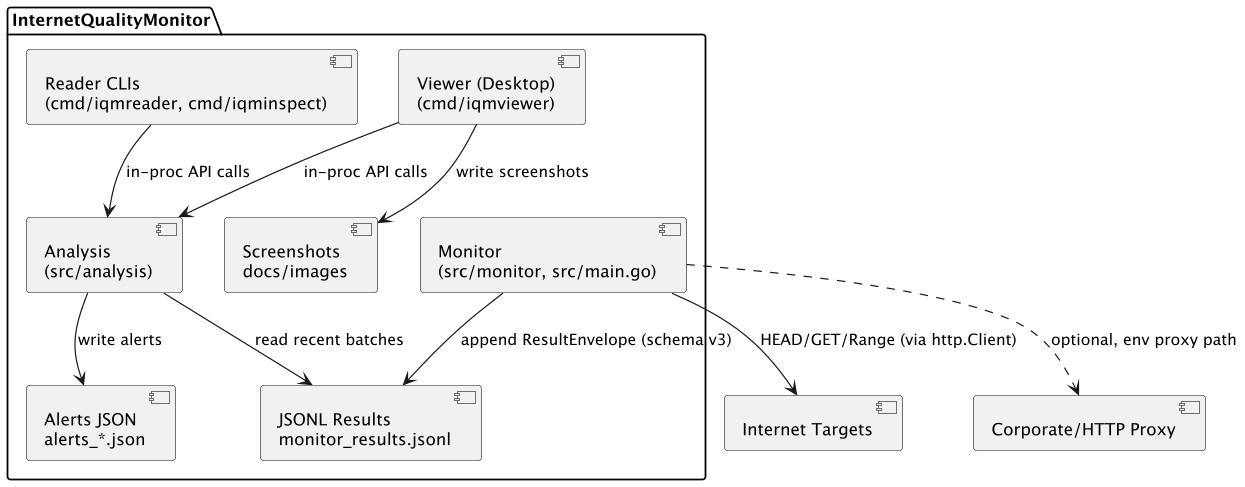 InternetQualityMonitor
Reader CLIs
(cmd/iqmreader, cmd/iqminspect)
Viewer (Desktop)
(cmd/iqmviewer)
in-proc API calls
in-proc API calls
write screenshots
Analysis
(src/analysis)
Screenshots
docs/images
Monitor
(src/monitor, src/main.go)
write alerts
read recent batches
append ResultEnvelope (schema v3)
HEAD/GET/Range (via http.Client)
optional, env proxy path
Alerts JSON
alerts_*.json
JSONL Results
monitor_results.jsonl
Internet Targets
Corporate/HTTP Proxy